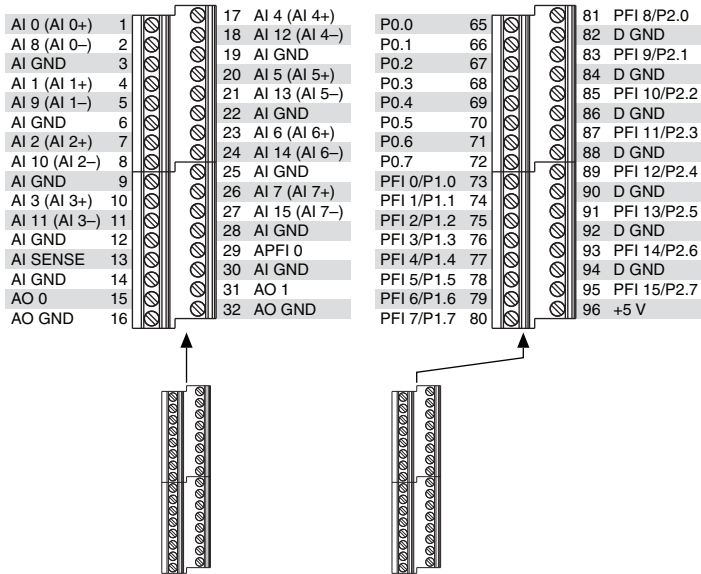 AI 0 (AI 0+) 1
AI 8 (AI 0–) 2
AI GND 3
AI 1 (AI 1+) 4
AI 9 (AI 1–) 5
AI GND 6
AI 2 (AI 2+) 7
AI 10 (AI 2–) 8
AI GND 9
AI 3 (AI 3+) 10
AI 11 (AI 3–) 11
AI GND 12
AI SENSE 13
AI GND 14
AO 0 15
AO GND 16
17 AI 4 (AI 4+)
18 AI 12 (AI 4–)
19 AI GND
20 AI 5 (AI 5+)
21 AI 13 (AI 5–)
22 AI GND
23 AI 6 (AI 6+)
24 AI 14 (AI 6–)
25 AI GND
26 AI 7 (AI 7+)
27 AI 15 (AI 7–)
28 AI GND
29 APFI 0
30 AI GND
31 AO 1
32 AO GND
P0.0 65
P0.1 66
P0.2 67
P0.3 68
P0.4 69
P0.5 70
P0.6 71
P0.7 72
PFI 0/P1.0 73
PFI 1/P1.1 74
PFI 2/P1.2 75
PFI 3/P1.3 76
PFI 4/P1.4 77
PFI 5/P1.5 78
PFI 6/P1.6 79
PFI 7/P1.7 80
81 PFI 8/P2.0
82 D GND
83 PFI 9/P2.1
84 D GND
85 PFI 10/P2.2
86 D GND
87 PFI 11/P2.3
88 D GND
89 PFI 12/P2.4
90 D GND
91 PFI 13/P2.5
92 D GND
93 PFI 14/P2.6
94 D GND
95 PFI 15/P2.7
96 +5 V